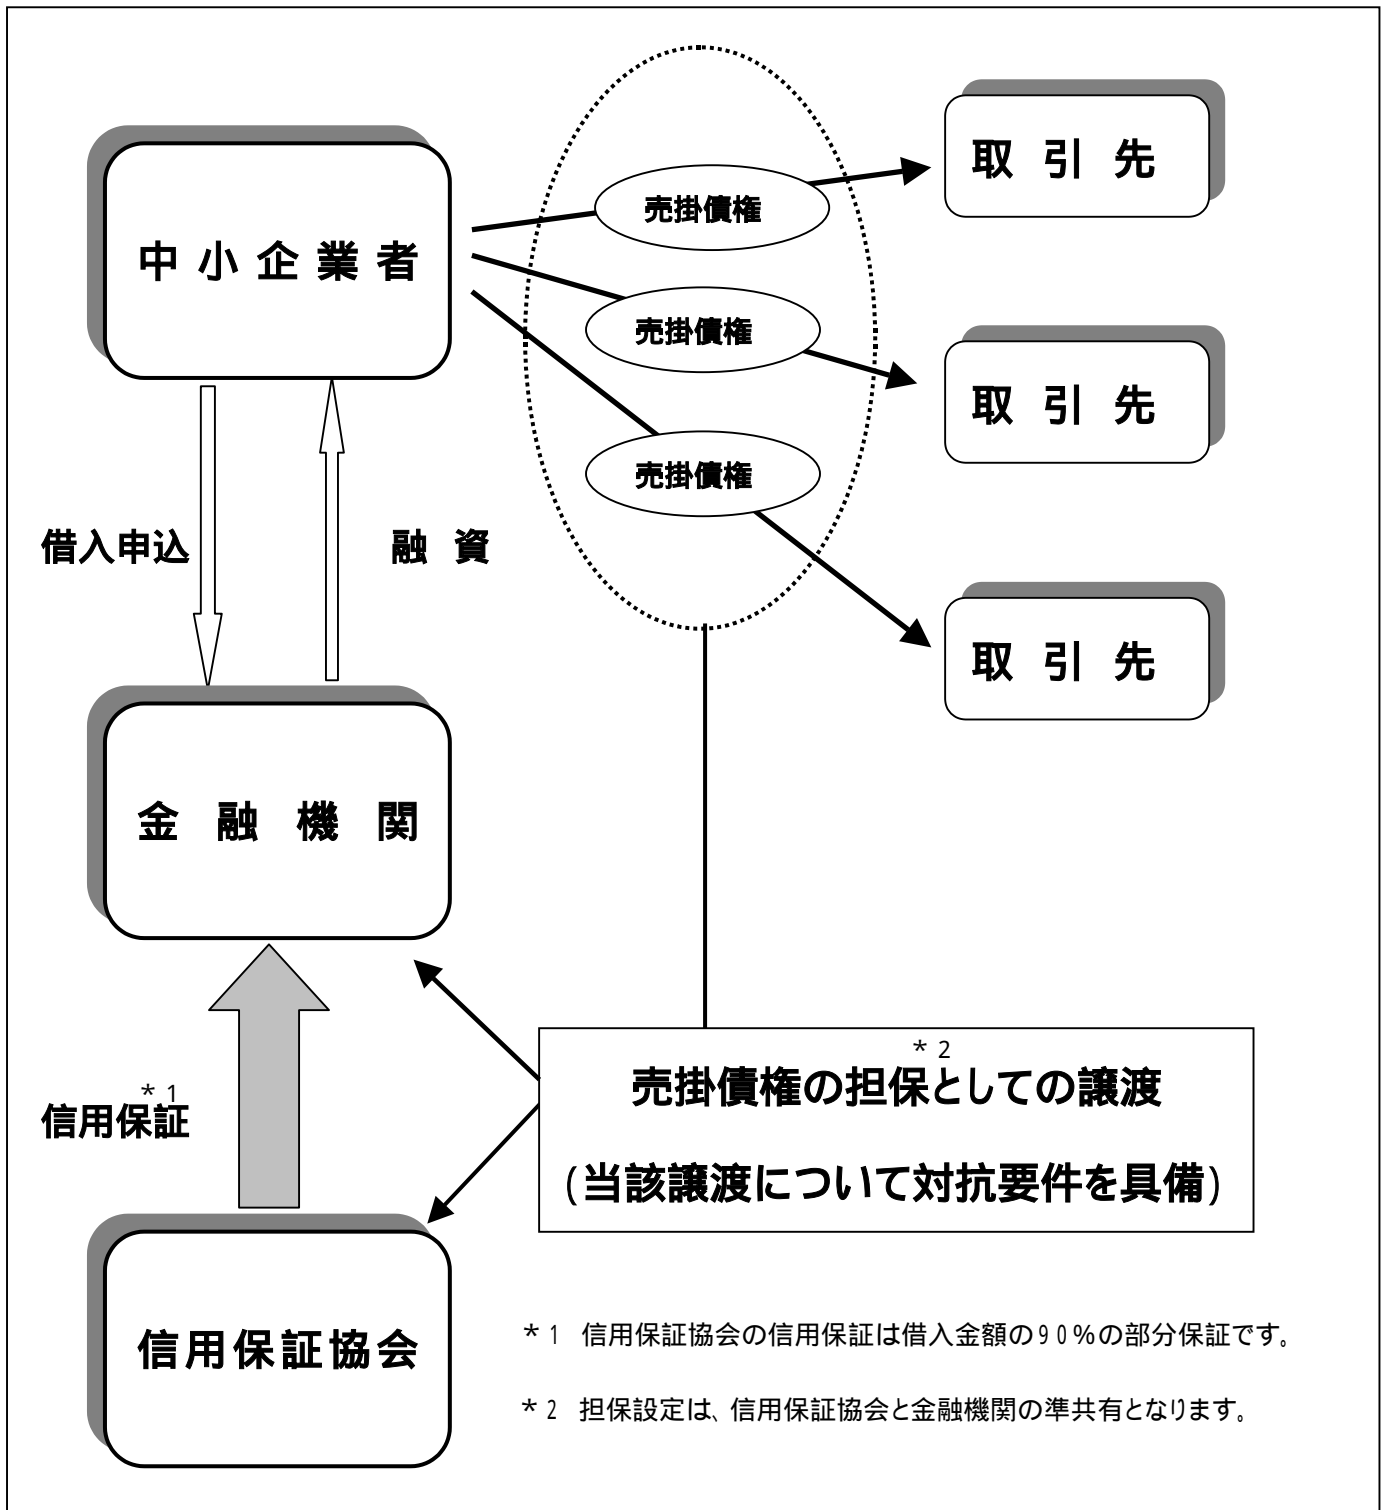 取引先
売掛債権
中小企業者
売掛債権
取引先
売掛債権
借入申込
融資
取引先
金融機関
*2
売掛債権の担保としての譲渡
*1
信用保証
(当該譲渡について対抗要件を具備)
*1 信用保証協会の信用保証は借入金額の90%の部分保証です。
信用保証協会
*2 担保設定は、信用保証協会と金融機関の準共有となります。